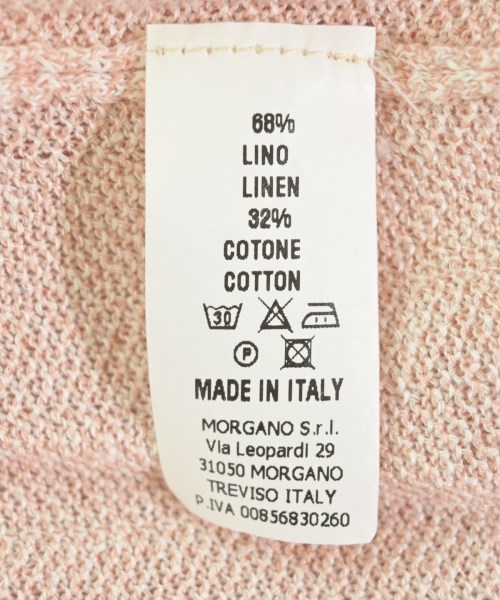 68%
LINO
LINEN
32%
COTONE
COTTON
30
P
MADE IN ITALY
MORGANO S.r.l.
Via Leopardi 29
31050 MORGANO
TREVISO ITALY
P.IVA 00856830260